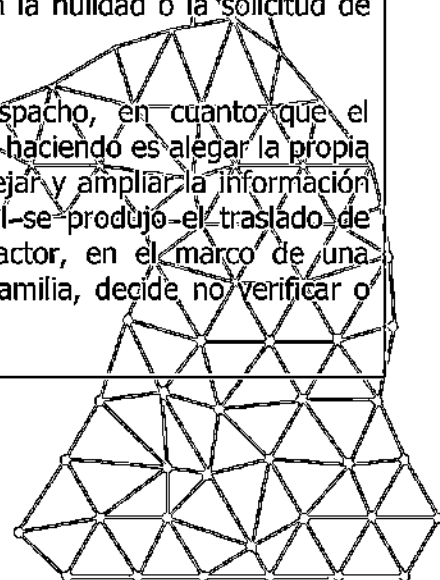 la nulidad o la solicitud de
spacho, en cuanto que el
haciendo es alegar la propia
ejar y ampliar la información
l se produjo el traslado de
actor, en el marco de una
amilia, decide no verificar o